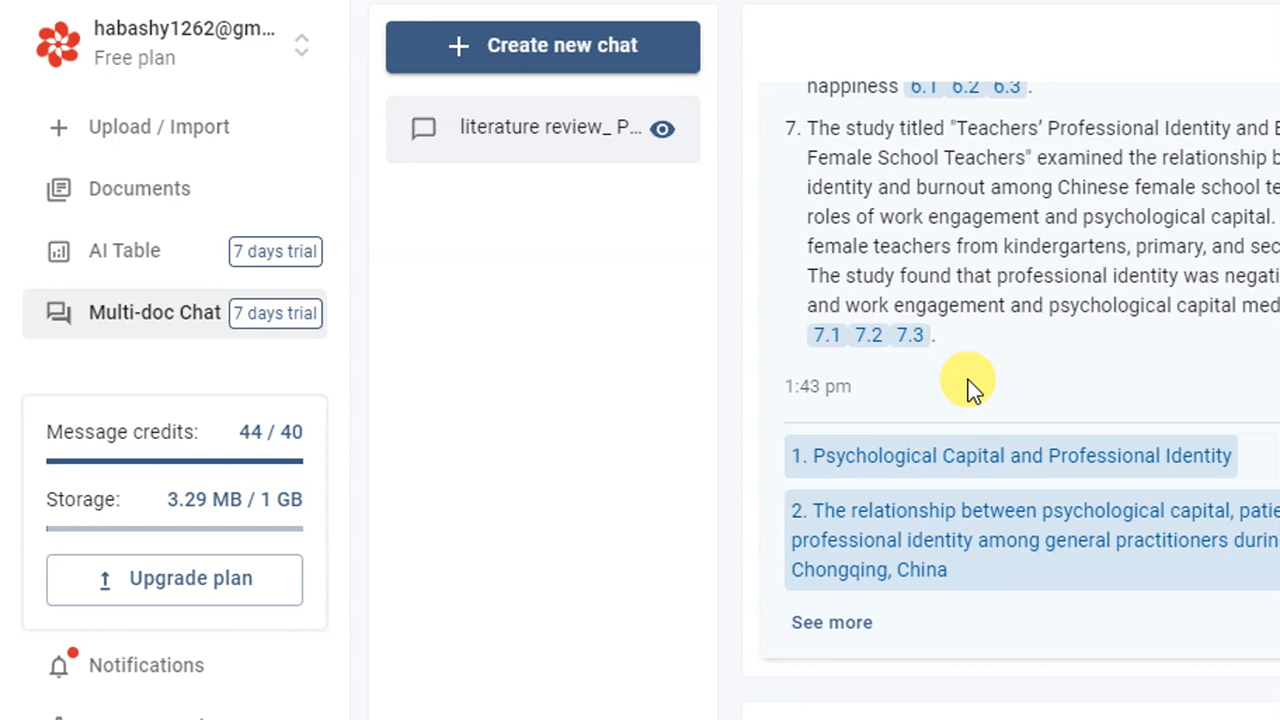 habashy1262@gm...
Free plan
Upload / Import
Documents
AI Table 7 days trial
Multi-doc Chat 7 days trial
Message credits: 44 / 40
Storage: 3.29 MB / 1 GB
Upgrade plan
Notifications
Create new chat
literature review_ P...
happiness 6.1 6.2 6.3 .
7. The study titled "Teachers’ Professional Identity and
Female School Teachers" examined the relationship
identity and burnout among Chinese female school
roles of work engagement and psychological capital.
female teachers from kindergartens, primary, and
The study found that professional identity was
and work engagement and psychological capital
7.1 7.2 7.3 .
1:43 pm
1. Psychological Capital and Professional Identity
2. The relationship between psychological capital,
professional identity among general practitioners
Chongqing, China
See more